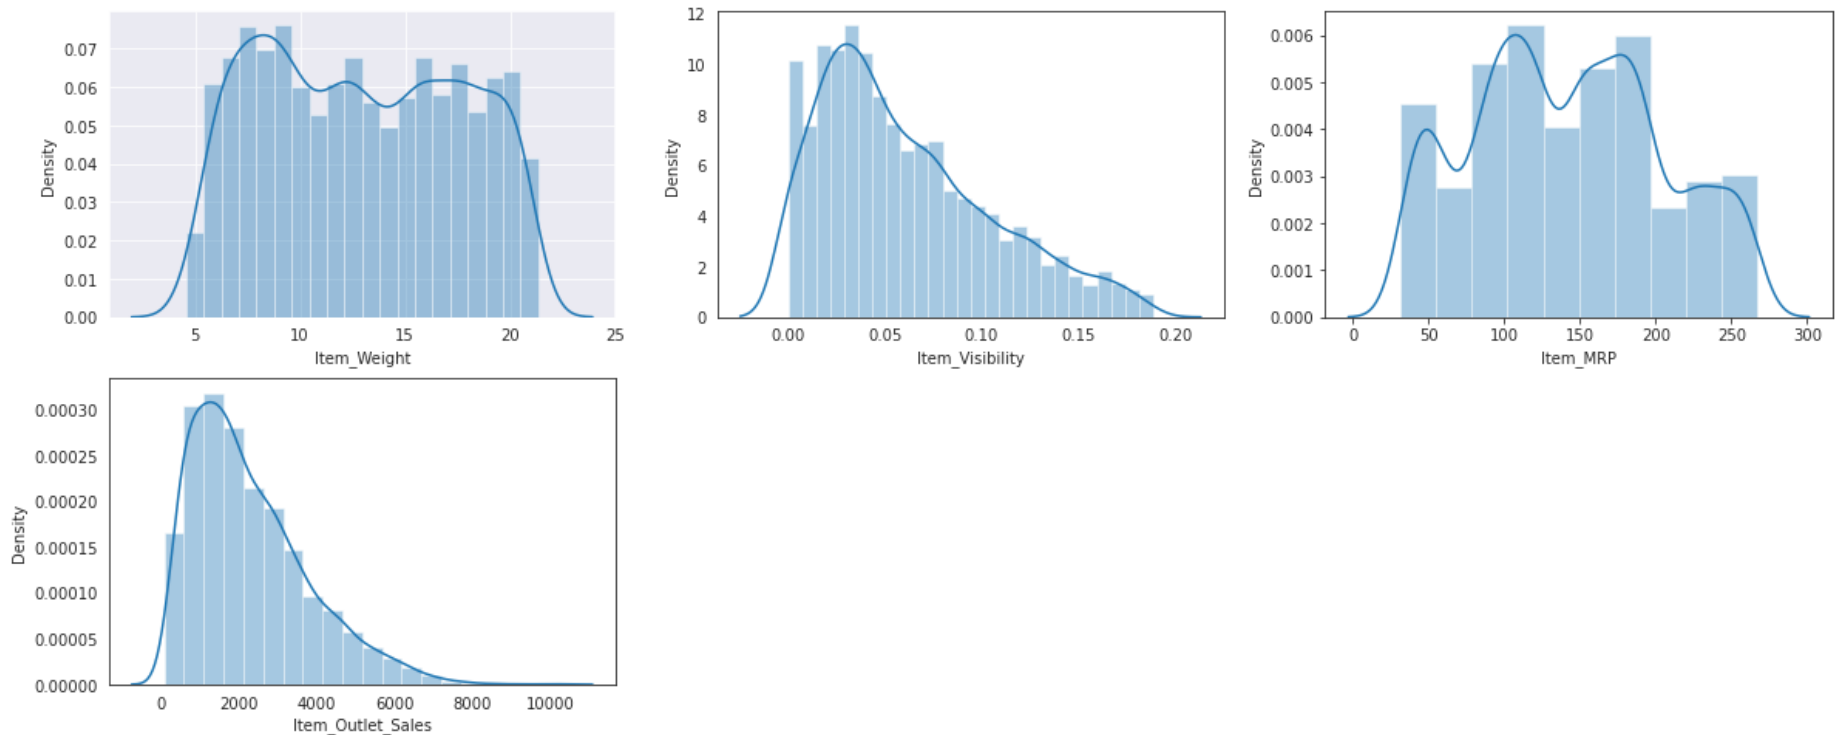 0.07
0.06
0.05
0.04
0.03
0.02
0.01
0.00
Density
5 10 15 20 25
Item_Weight
12
10
8
6
4
2
0
Density
0.00 0.05 0.10 0.15 0.20
Item_Visibility
0.006
0.005
0.004
0.003
0.002
0.001
0.000
Density
0 50 100 150 200 250 300
Item_MRP
0.00030
0.00025
0.00020
0.00015
0.00010
0.00005
0.00000
Density
0 2000 4000 6000 8000 10000
Item_Outlet_Sales